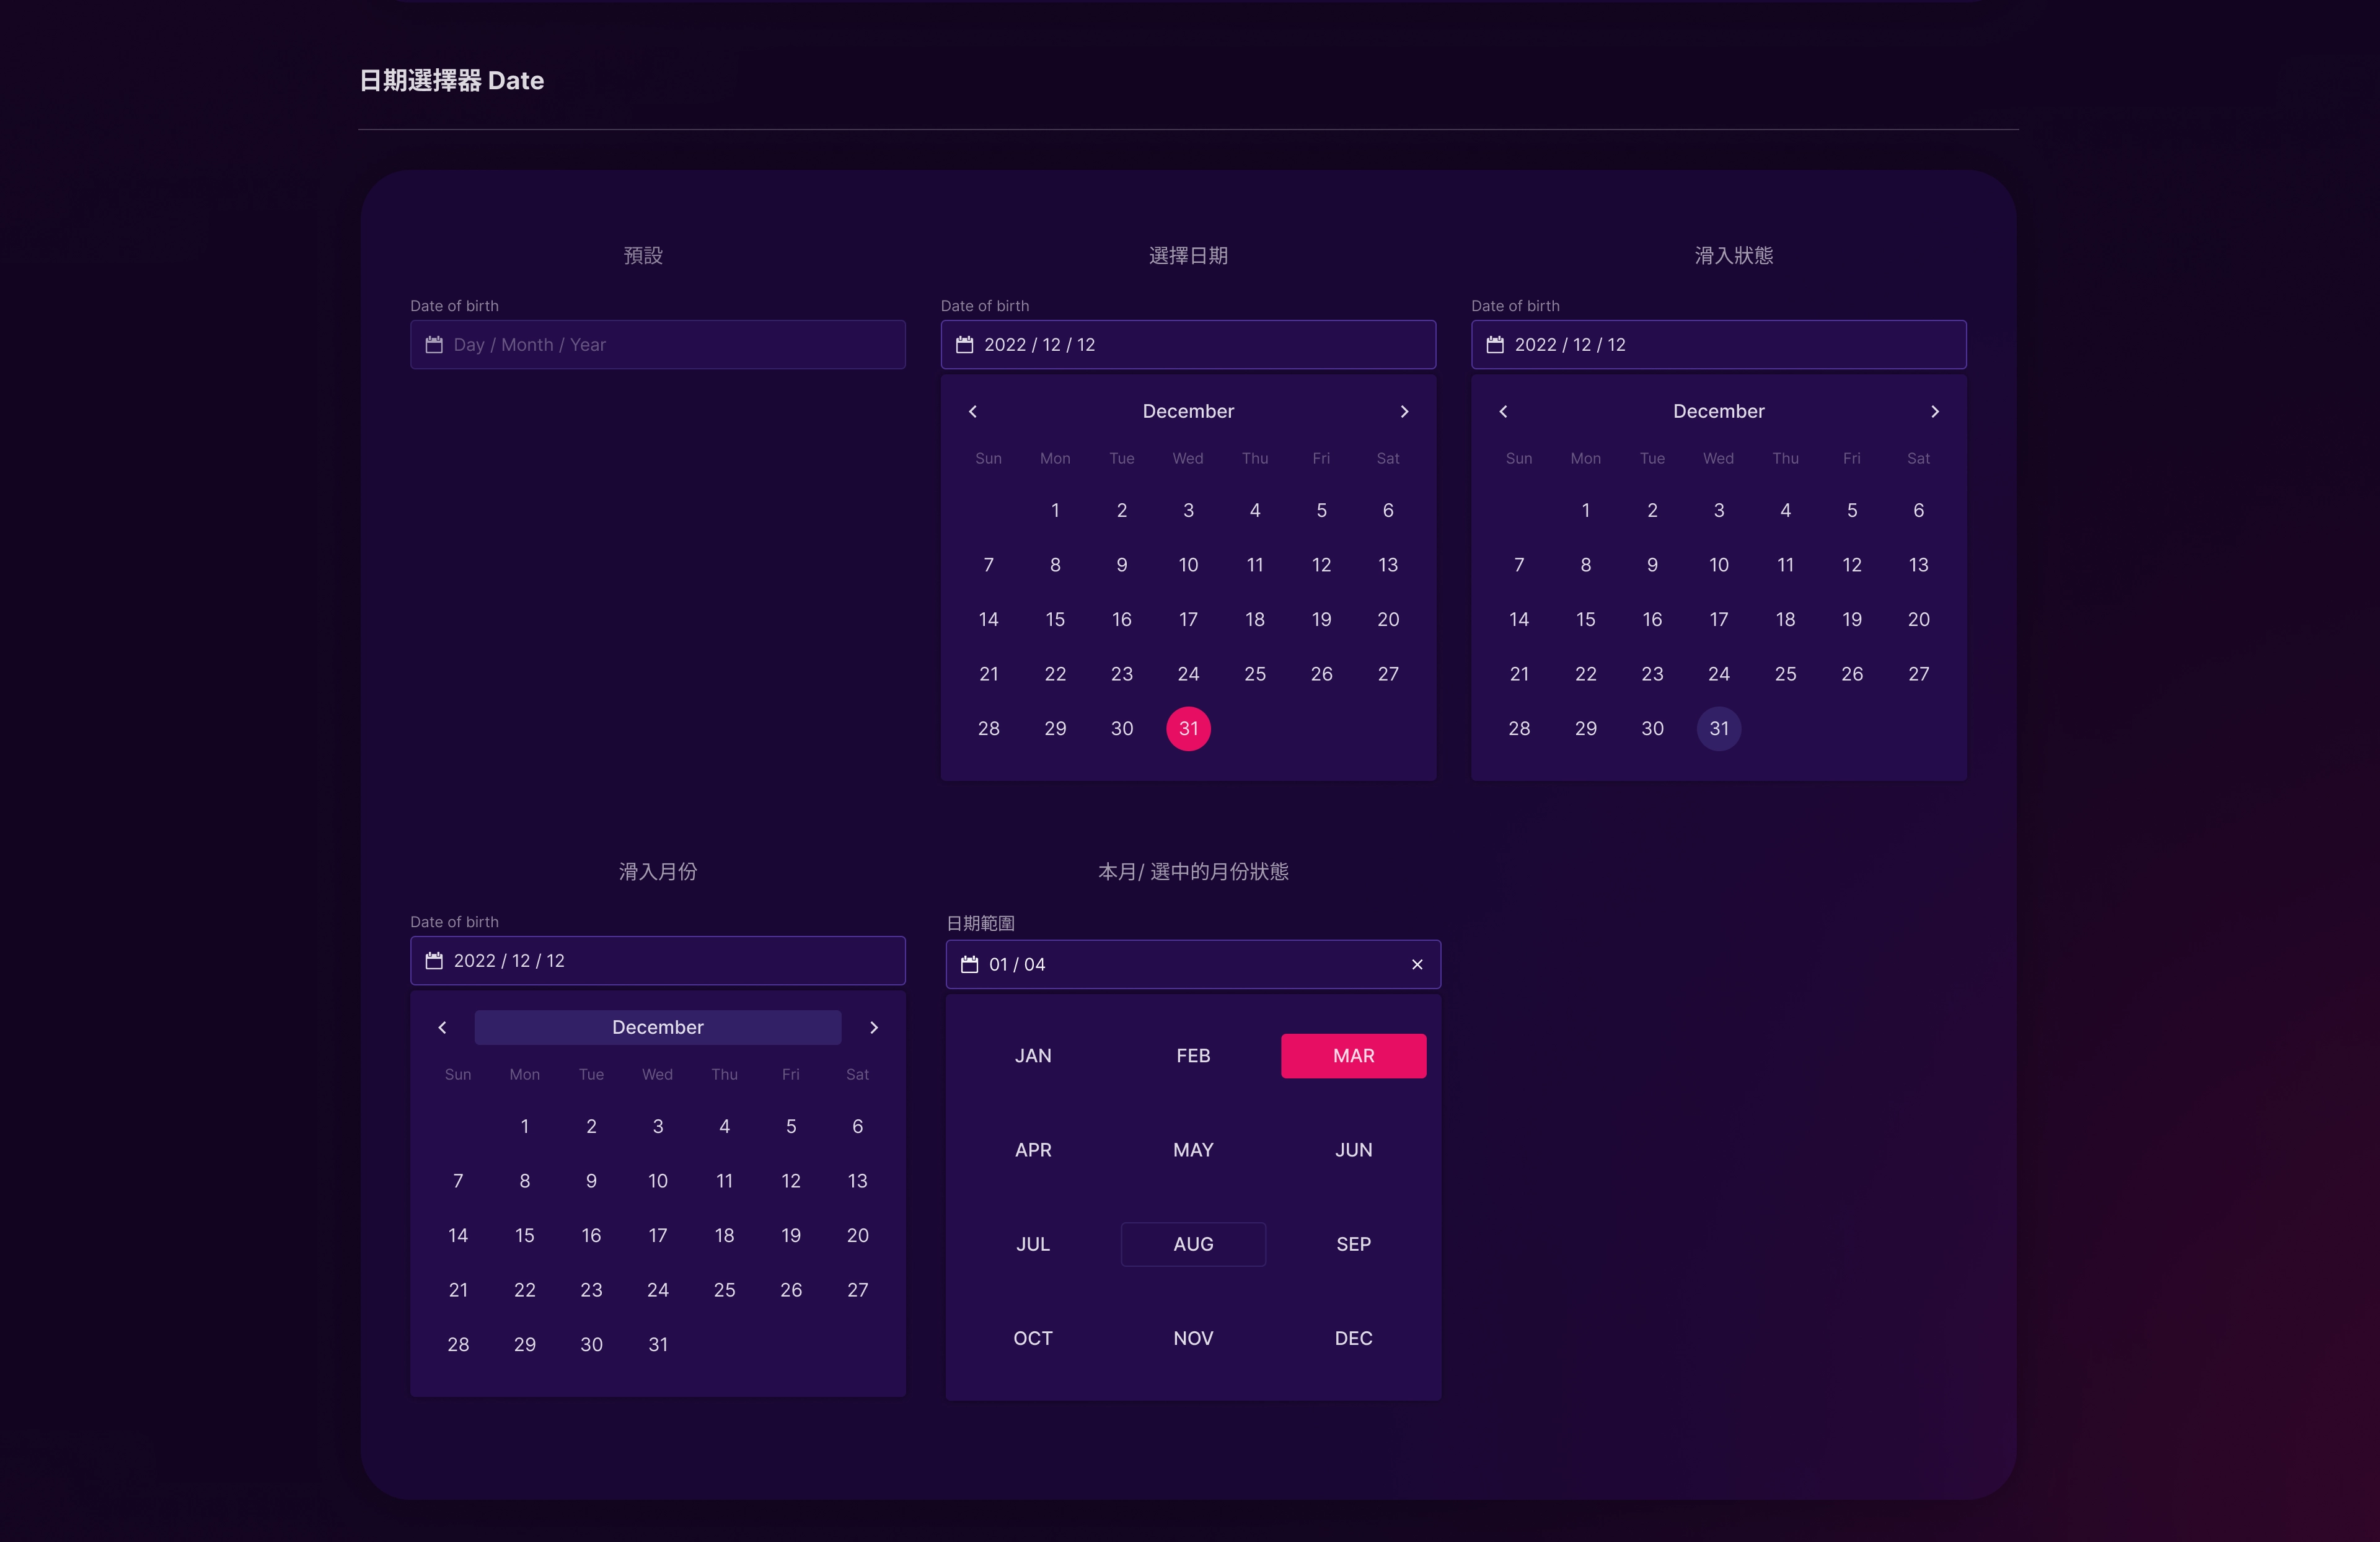 日期選擇器 Date
預設
Date of birth
Day / Month / Year
選擇日期
Date of birth
2022 / 12 / 12
December
Sun Mon Tue Wed Thu Fri Sat
1 2 3 4 5 6
7 8 9 10 11 12 13
14 15 16 17 18 19 20
21 22 23 24 25 26 27
28 29 30 31
滑入狀態
Date of birth
2022 / 12 / 12
December
Sun Mon Tue Wed Thu Fri Sat
1 2 3 4 5 6
7 8 9 10 11 12 13
14 15 16 17 18 19 20
21 22 23 24 25 26 27
28 29 30 31
滑入月份
Date of birth
2022 / 12 / 12
December
Sun Mon Tue Wed Thu Fri Sat
1 2 3 4 5 6
7 8 9 10 11 12 13
14 15 16 17 18 19 20
21 22 23 24 25 26 27
28 29 30 31
本月/ 選中的月份狀態
日期範圍
01 / 04
JAN FEB MAR
APR MAY JUN
JUL AUG SEP
OCT NOV DEC